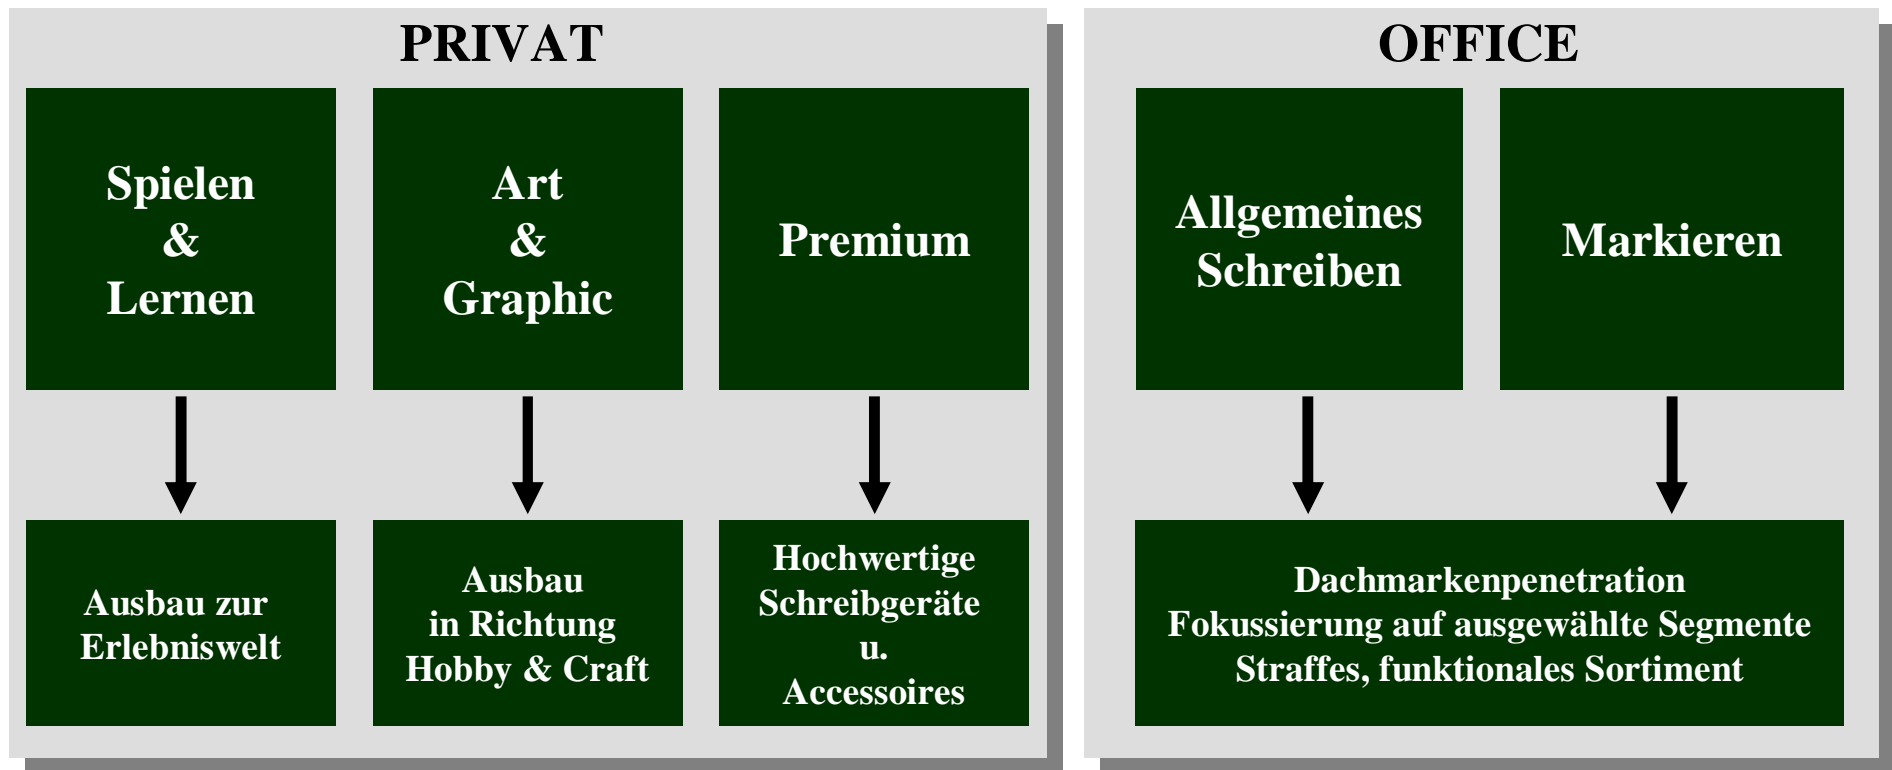 PRIVAT
Spielen
&
Lernen
Art
&
Graphic
Premium
Ausbau zur
Erlebniswelt
Ausbau
in Richtung
Hobby & Craft
Hochwertige
Schreibgeräte
u.
Accessoires
OFFICE
Allgemeines
Schreiben
Markieren
Dachmarkenpenetration
Fokussierung auf ausgewählte Segmente
Straffes, funktionales Sortiment